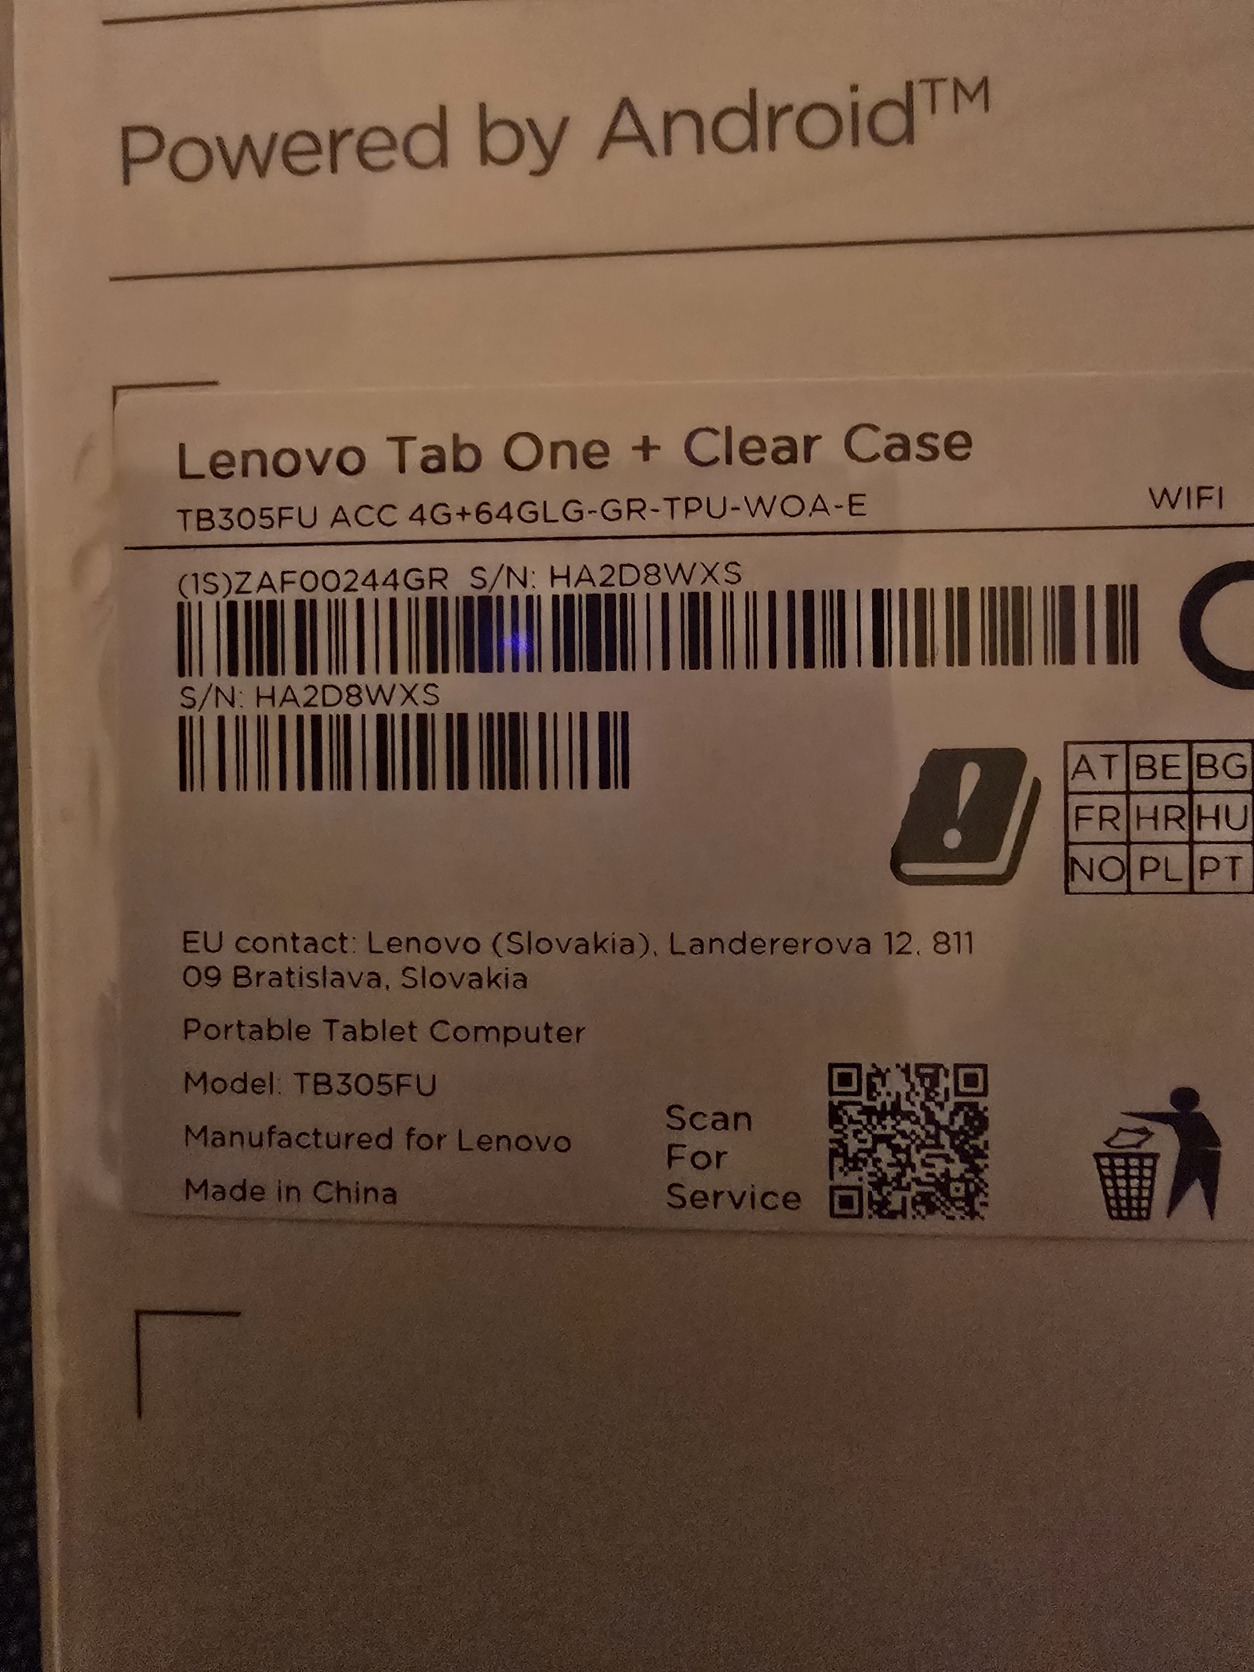 Powered by Android™
Lenovo Tab One + Clear Case
TB305FU ACC 4G+64GLG-GR-TPU-WOA-E WIFI
(1S)ZAF00244GR S/N: HA2D8WXS
S/N: HA2D8WXS
AT BE BG
FR HR HU
NO PL PT
EU contact: Lenovo (Slovakia), Landererova 12, 811
09 Bratislava, Slovakia
Portable Tablet Computer
Model: TB305FU
Manufactured for Lenovo
Made in China
Scan
For
Service